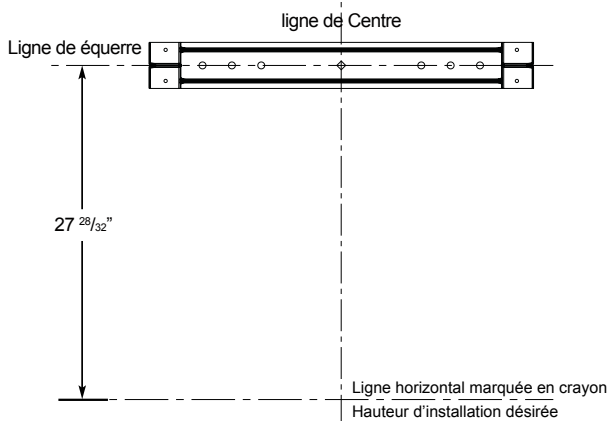 ligne de Centre
Ligne de équerre
27 28/32”
Ligne horizontal marquée en crayon
Hauteur d’installation désirée